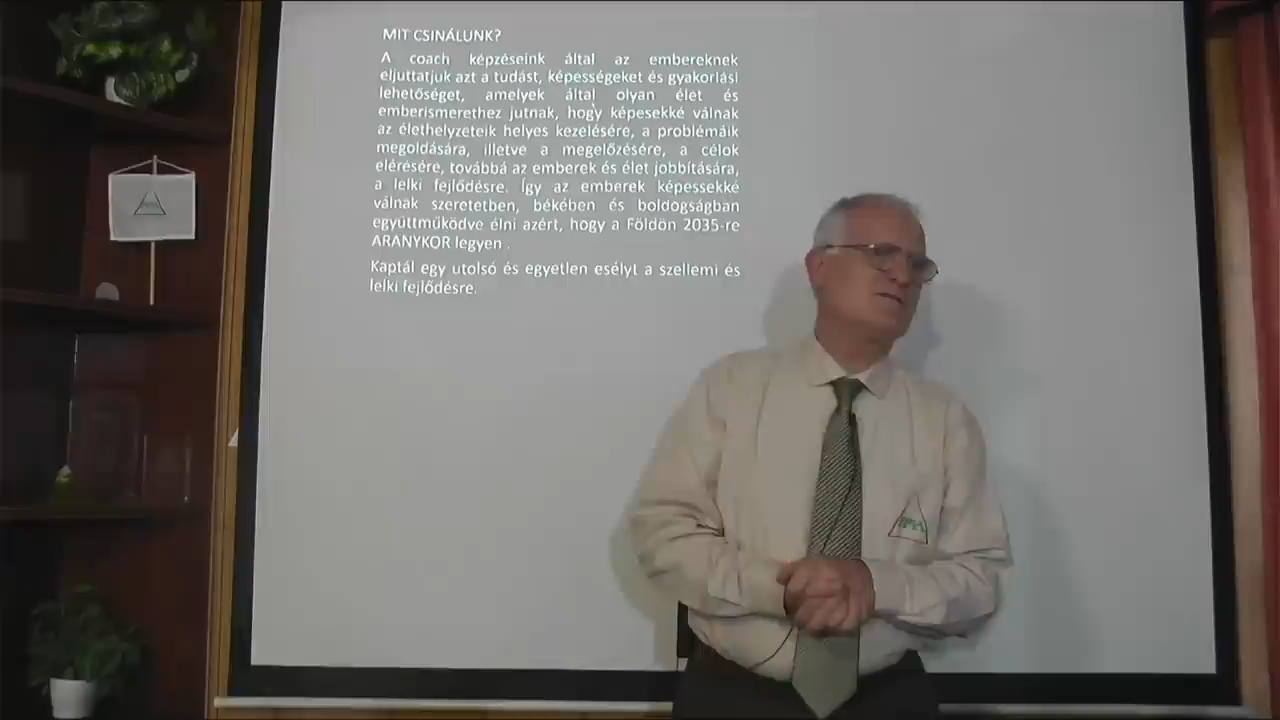 MIT CSINÁLUNK?
A coach képzéseink által az embereknek
eljuttatjuk azt a tudást, képességeket és gyakorlási
lehetőséget, amelyek által olyan élet és
emberismerethez jutnak, hogy képesekké válnak
az élethelyzeteik helyes kezelésére, a problémáik
megoldására, illetve a megelőzésére, a célok
elérésére, továbbá az emberek és élet jobbítására,
a lelki fejlődésre. Így az emberek képessekké
válnak szeretetben, békében és boldogságban
együttműködve élni azért, hogy a Földön 2035-re
ARANYKOR legyen .
Kaptál egy utolsó és egyetlen esélyt a szellemi és
lelki fejlődésre.